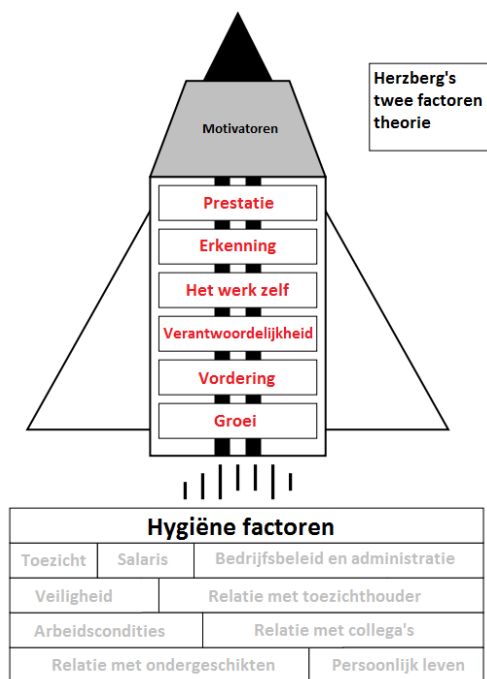 Herzberg's
twee factoren
theorie
Motivatoren
Prestatie
Erkenning
Het werk zelf
Verantwoordelijkheid
Vordering
Groei
Hygiëne factoren
Toezicht Salaris Bedrijfsbeleid en administratie
Veiligheid Relatie met toezichthouder
Arbeidscondities Relatie met collega's
Relatie met ondergeschikten Persoonlijk leven